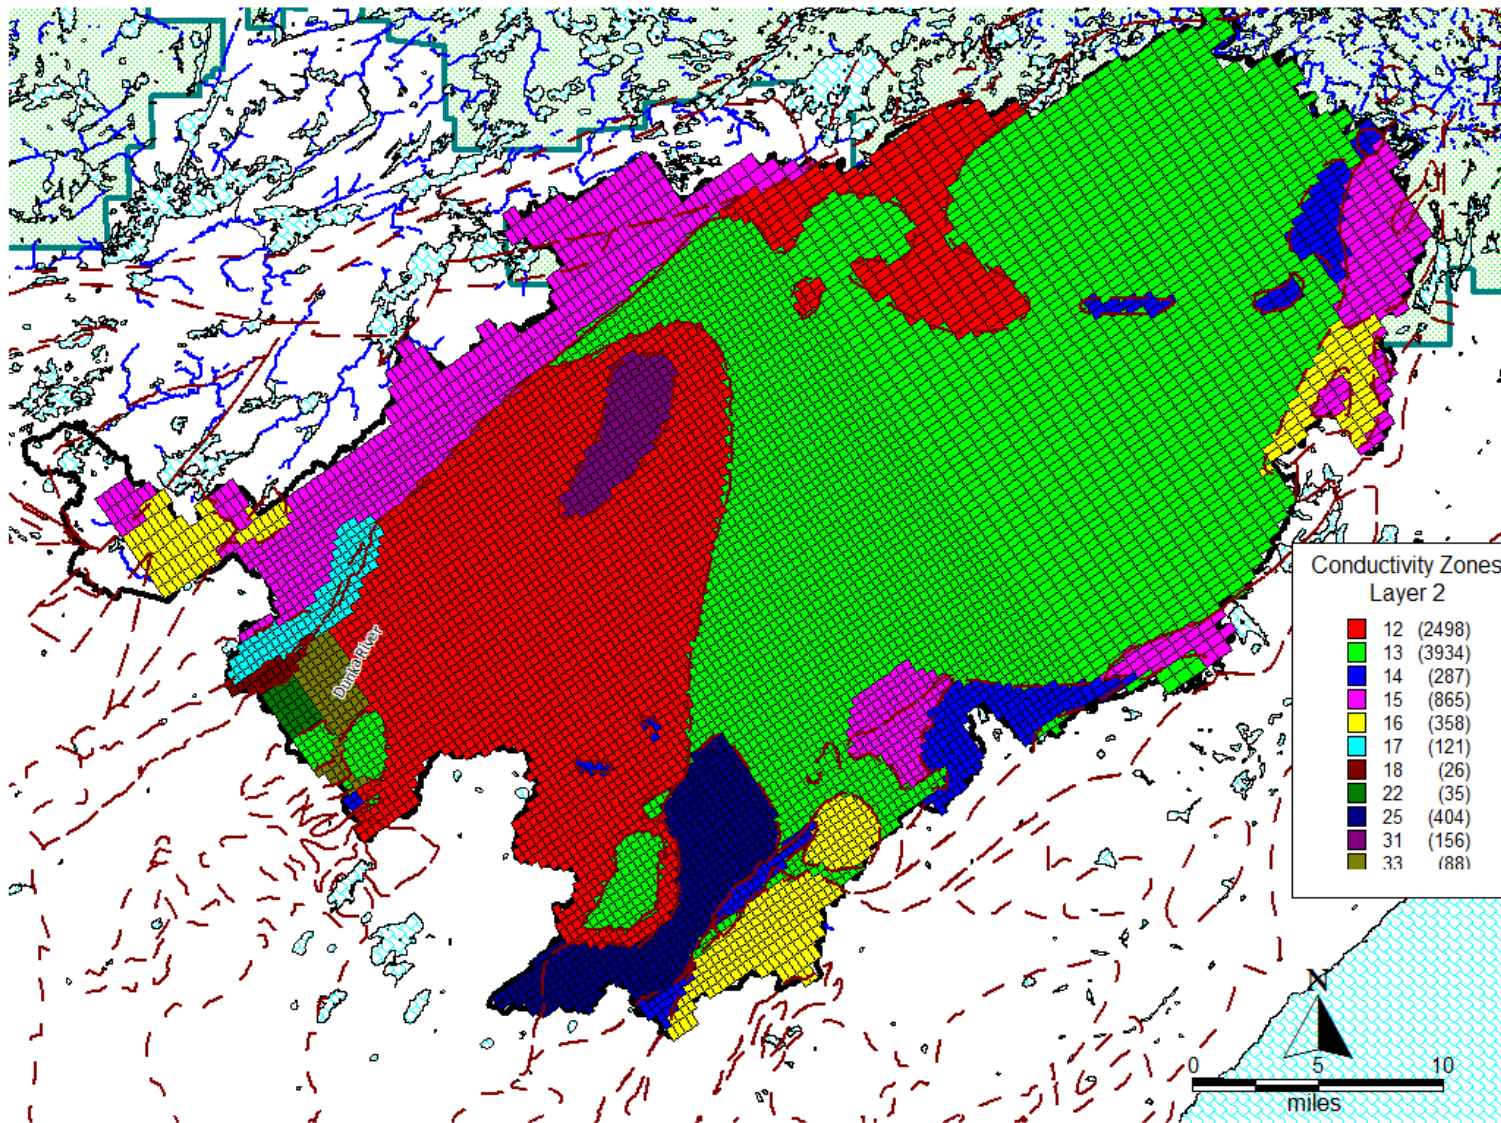 Dunka River
Conductivity Zones
Layer 2
12 (2498)
13 (3934)
14 (287)
15 (865)
16 (358)
17 (121)
18 (26)
22 (35)
25 (404)
31 (156)
33 (88)
N
0 5 10
miles